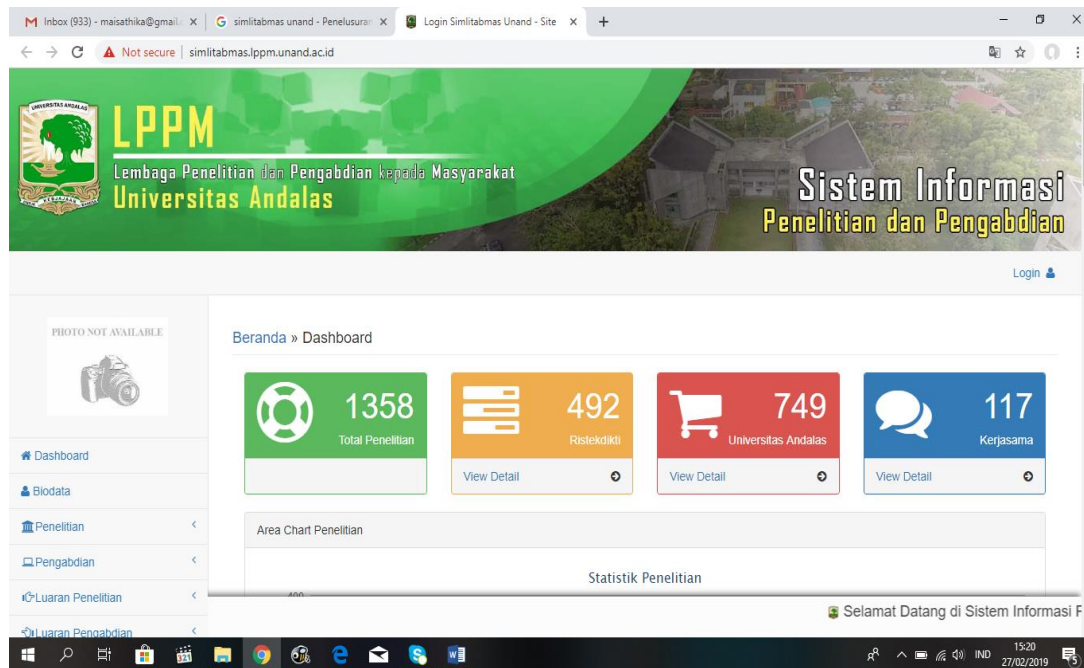 Inbox (933) - maisathika@gmail.c
simlitabmas unand - Penelusuran
Login Simlitabmas Unand - Site
Not secure | simlitabmas.lppm.unand.ac.id
UNIVERSITAS ANDALAS
LPPM
Lembaga Penelitian dan Pengabdian kepada Masyarakat
Universitas Andalas
Sistem Informasi
Penelitian dan Pengabdian
Login
PHOTO NOT AVAILABLE
Beranda » Dashboard
1358
Total Penelitian
492
Ristekdikti
View Detail
749
Universitas Andalas
View Detail
117
Kerjasama
View Detail
Dashboard
Biodata
Penelitian
Pengabdian
Luaran Penelitian
Luaran Pengabdian
Area Chart Penelitian
Statistik Penelitian
400
Selamat Datang di Sistem Informasi P
IND
15:20
27/02/2019